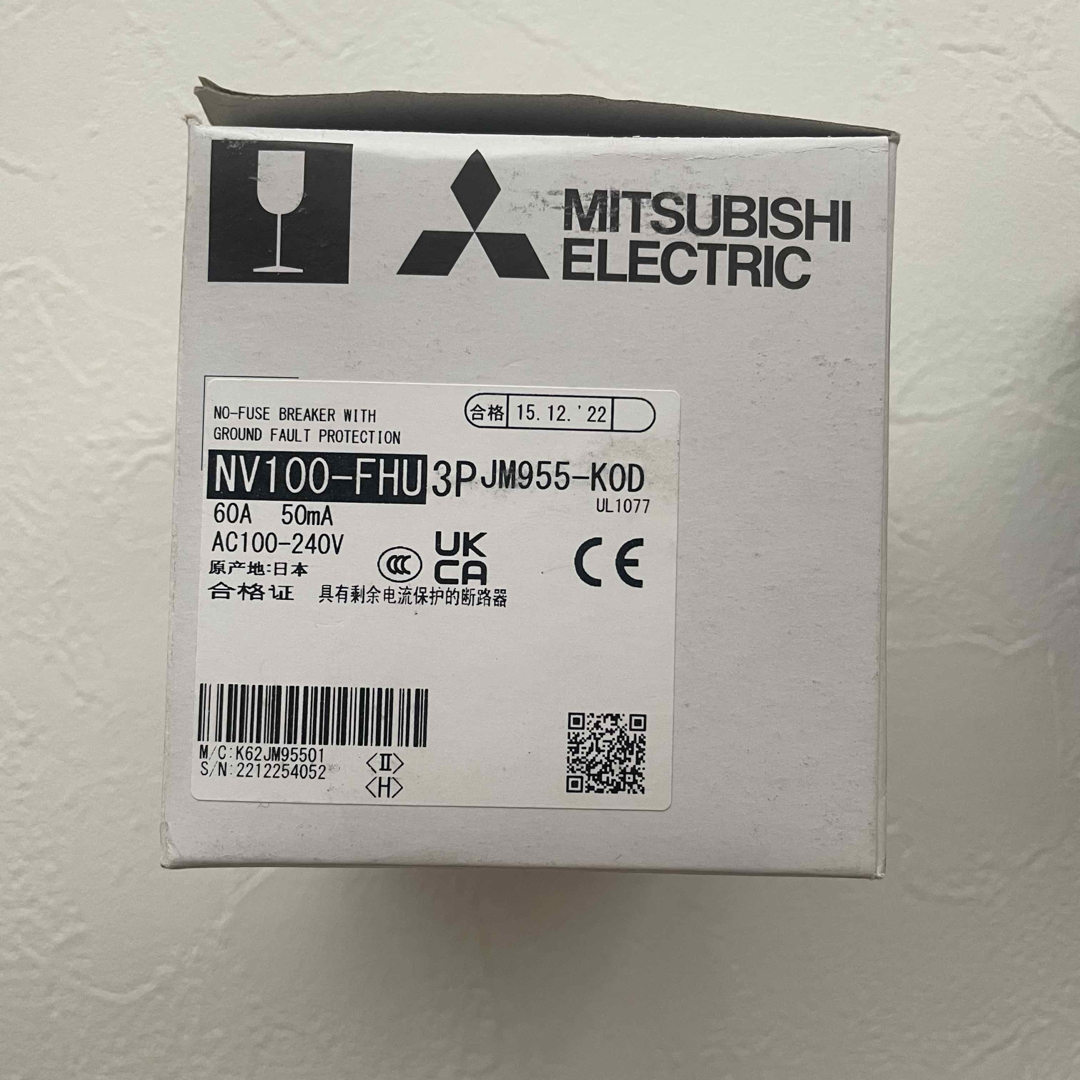 MITSUBISHI
ELECTRIC
NO-FUSE BREAKER WITH
GROUND FAULT PROTECTION
合格 15.12.'22
NV100-FHU 3P JM955-KOD
UL1077
60A 50mA
AC100-240V
原产地:日本
CCC UK CA CE
合格证 具有剩余电流保护的断路器
M/C:K62JM95501
S/N:2212254052
<Ⅱ>
<H>